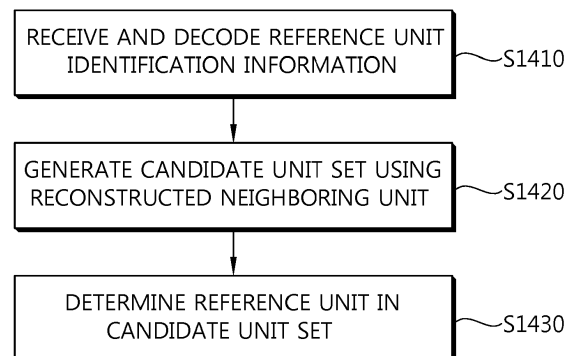 RECEIVE AND DECODE REFERENCE UNIT
IDENTIFICATION INFORMATION
S1410
GENERATE CANDIDATE UNIT SET USING
RECONSTRUCTED NEIGHBORING UNIT
S1420
DETERMINE REFERENCE UNIT IN
CANDIDATE UNIT SET
S1430